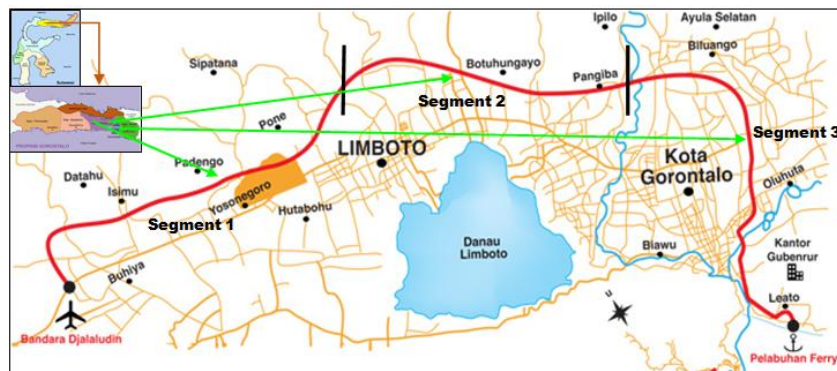 Ipilo
Ayula Selatan
Biluango
Sipatana
Botuhungayo
Pangiba
Segment 2
Pone
Segment 3
LIMBOTO
Kota
Gorontalo
Padengo
Datahu
Isimu
Oluhuta
Yosonegoro
Hutabohu
Segment 1
Danau
Limboto
Biawu
Kantor
Gubenrur
Buhiya
u
Leato
Bandara Djalaludin
Pelabuhan Ferry